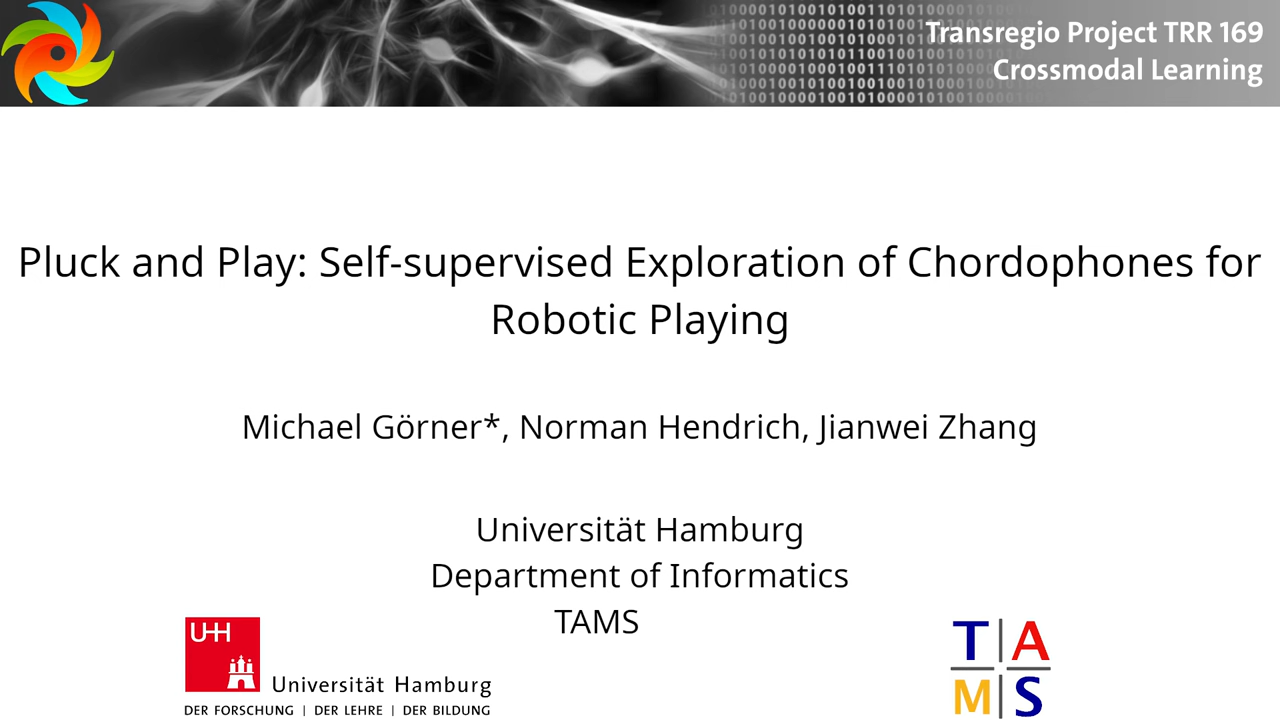 Transregio Project TRR 169
Crossmodal Learning
Pluck and Play: Self-supervised Exploration of Chordophones for
Robotic Playing
Michael Görner*, Norman Hendrich, Jianwei Zhang
Universität Hamburg
Department of Informatics
TAMS
UHH
Universität Hamburg
DER FORSCHUNG | DER LEHRE | DER BILDUNG
T A
M S